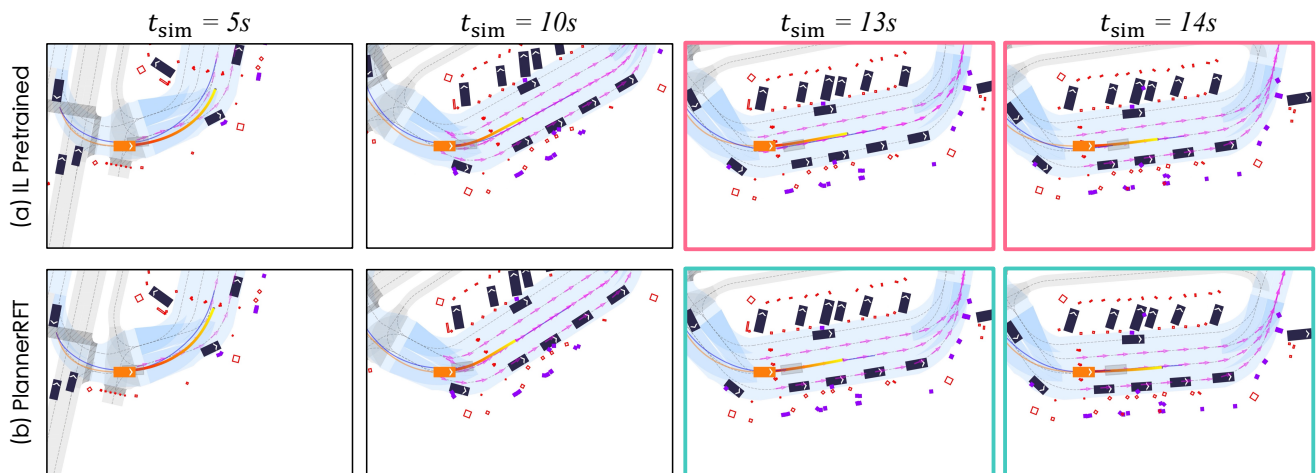 t_sim = 5s
t_sim = 10s
t_sim = 13s
t_sim = 14s
(a) IL Pretrained
(b) PlannerRFT